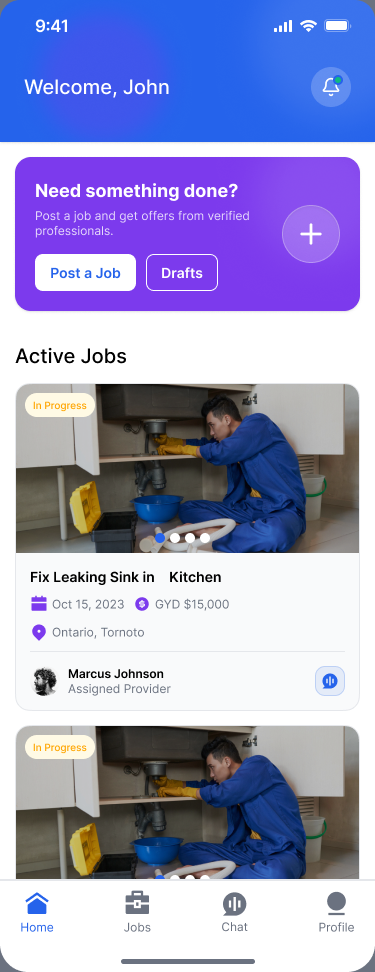 9:41
Welcome, John
Need something done?
Post a job and get offers from verified
professionals.
Post a Job
Drafts
Active Jobs
In Progress
Fix Leaking Sink in Kitchen
Oct 15, 2023
GYD $15,000
Ontario, Tornoto
Marcus Johnson
Assigned Provider
In Progress
Home
Jobs
Chat
Profile